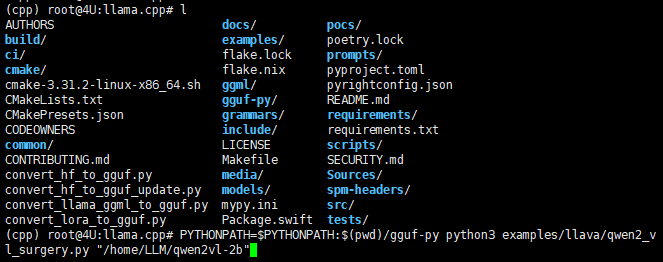 (cpp) root@4U:llama.cpp# l
AUTHORS docs/ pocs/
build/ examples/ poetry.lock
ci/ flake.lock prompts/
cmake/ flake.nix pyproject.toml
cmake-3.31.2-linux-x86_64.sh ggml/ pyrightconfig.json
CMakeLists.txt gguf-py/ README.md
CMakePresets.json grammars/ requirements/
CODEOWNERS include/ requirements.txt
common/ LICENSE scripts/
CONTRIBUTING.md Makefile SECURITY.md
convert_hf_to_gguf.py media/ Sources/
convert_hf_to_gguf_update.py models/ spm-headers/
convert_llama_ggml_to_gguf.py mypy.ini src/
convert_lora_to_gguf.py Package.swift tests/
(cpp) root@4U:llama.cpp# PYTHONPATH=$PYTHONPATH:$(pwd)/gguf-py python3 examples/llava/qwen2_v
l_surgery.py "/home/LLM/qwen2vl-2b"